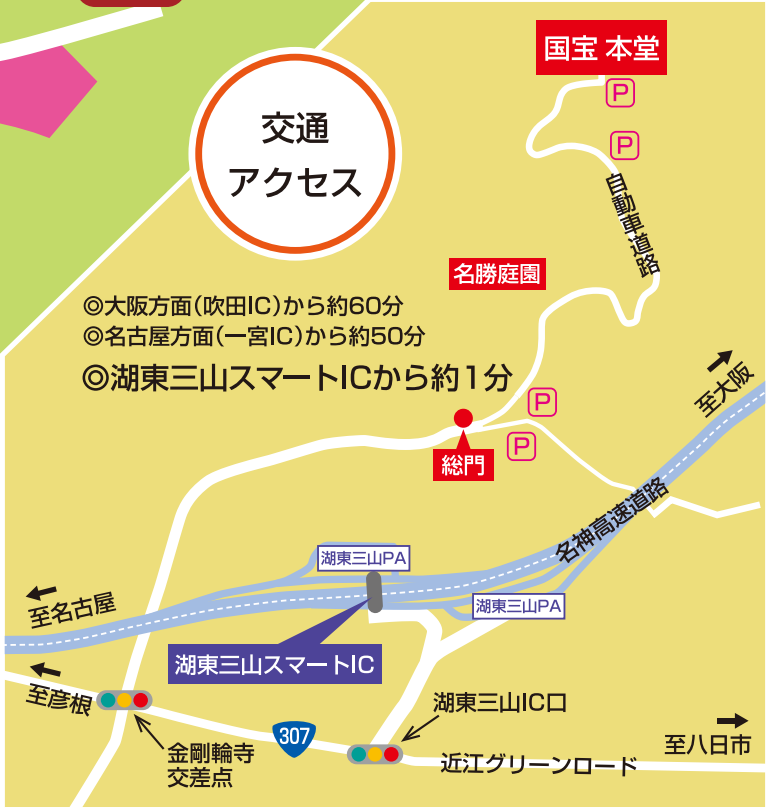 国宝 本堂
P
P
交通
アクセス
自動車道路
名勝庭園
◎大阪方面(吹田IC)から約60分
◎名古屋方面(一宮IC)から約50分
◎湖東三山スマートICから約1分
至大阪
P
P
総門
名神高速道路
湖東三山PA
至名古屋
湖東三山PA
湖東三山スマートIC
至彦根
湖東三山IC口
307
金剛輪寺
交差点
近江グリーンロード
至八日市